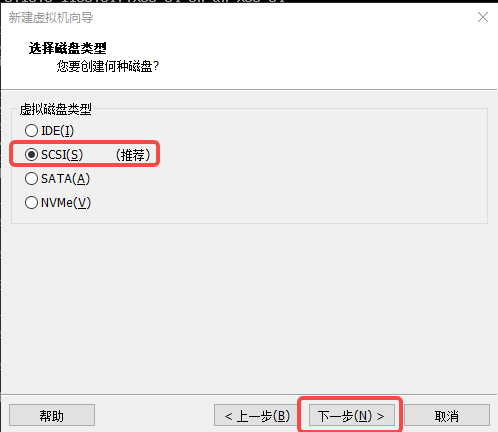 新建虚拟机向导
选择磁盘类型
您要创建何种磁盘?
虚拟磁盘类型
IDE(I)
SCSI(S) (推荐)
SATA(A)
NVMe(V)
帮助 < 上一步(B) 下一步(N) > 取消